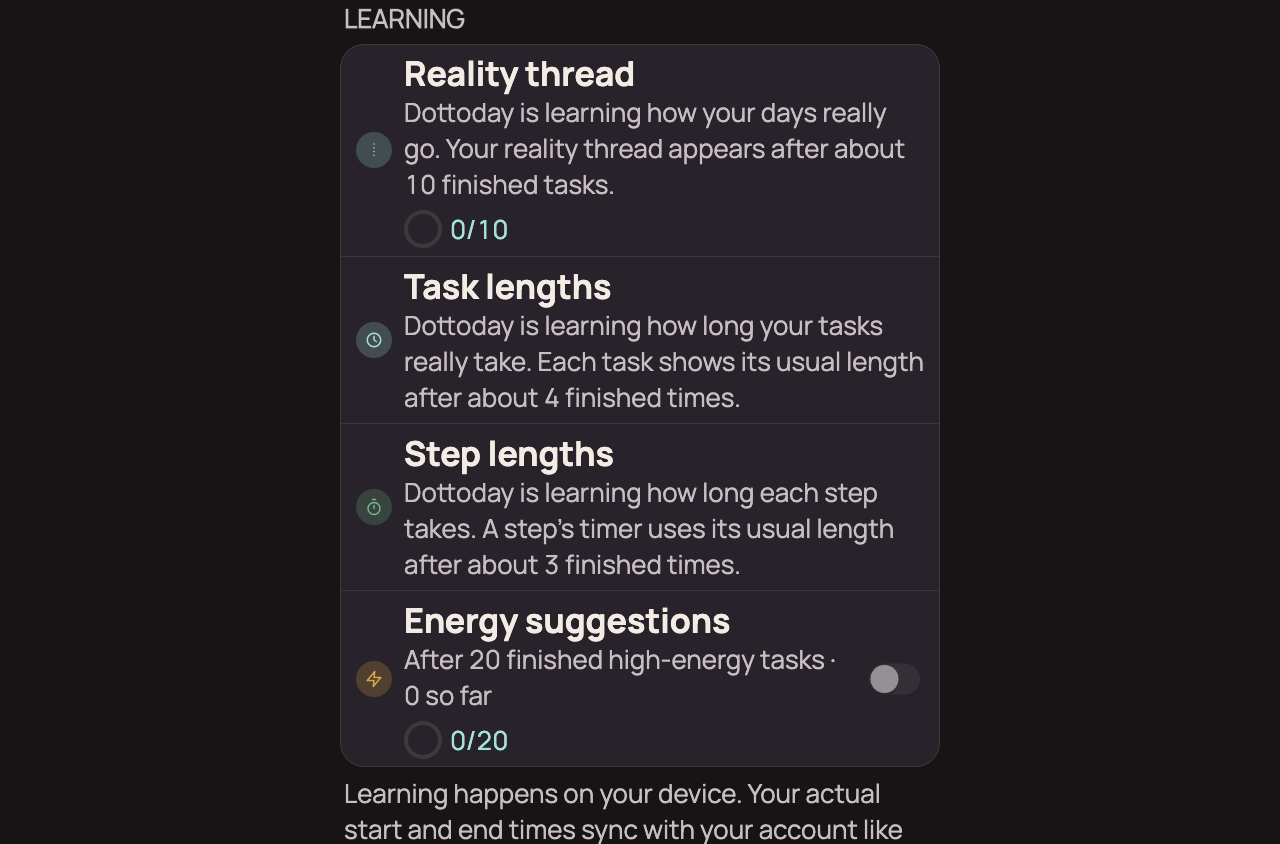 LEARNING
Reality thread
Dottoday is learning how your days really
go. Your reality thread appears after about
10 finished tasks.
0/10
Task lengths
Dottoday is learning how long your tasks
really take. Each task shows its usual length
after about 4 finished times.
Step lengths
Dottoday is learning how long each step
takes. A step’s timer uses its usual length
after about 3 finished times.
Energy suggestions
After 20 finished high-energy tasks ·
0 so far
0/20
Learning happens on your device. Your actual
start and end times sync with your account like